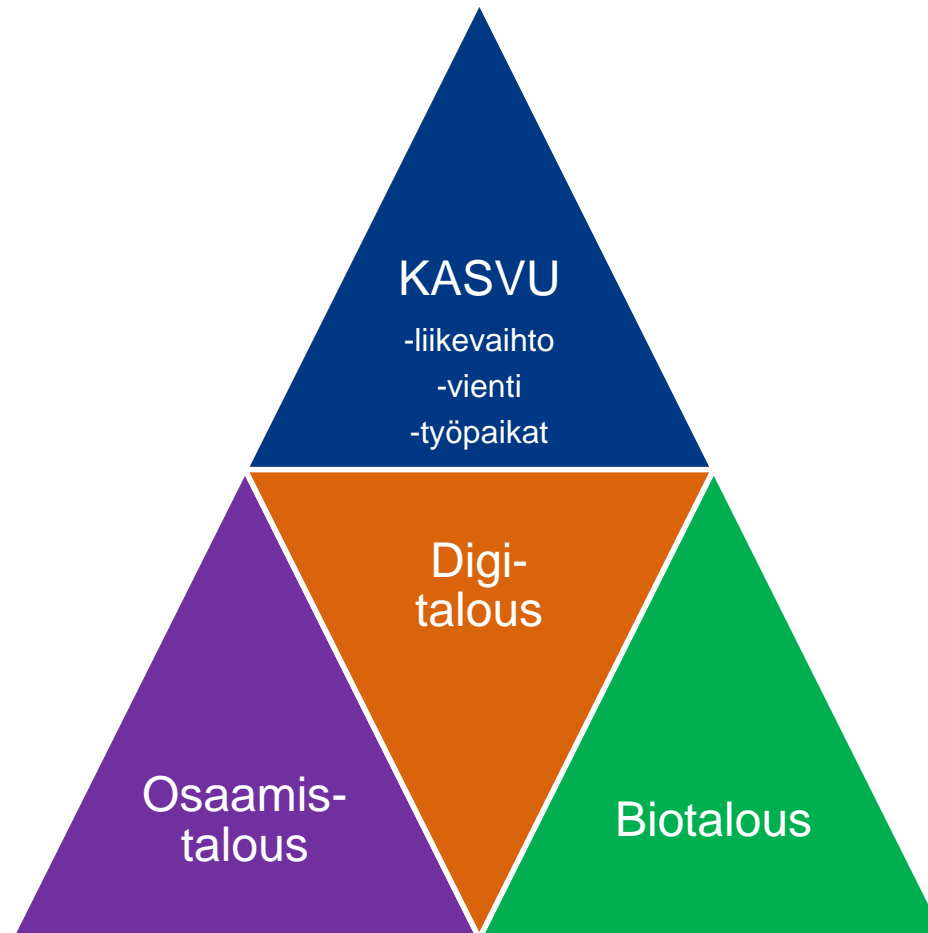 KASVU
-liikevaihto
-vienti
-työpaikat
Digi-
talous
Osaamis-
talous
Biotalous